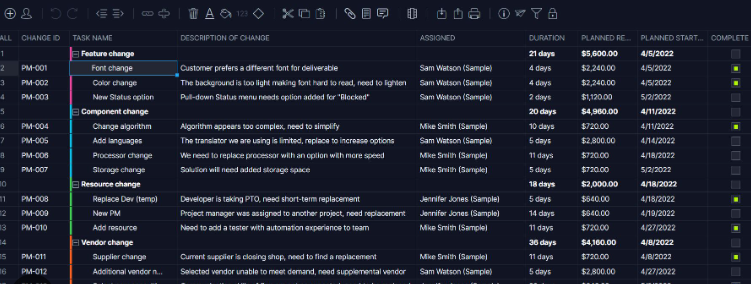 123
ALL CHANGE ID TASK NAME DESCRIPTION OF CHANGE ASSIGNED DURATION PLANNED RE... PLANNED START... COMPLETE
1 Feature change 21 days $5,600.00 4/5/2022
2 PM-001 Font change Customer prefers a different font for deliverable Sam Watson (Sample) 4 days $2,240.00 4/5/2022
3 PM-002 Color change The background is too light making font hard to read, need to lighten Sam Watson (Sample) 4 days $2,240.00 4/5/2022
4 PM-003 New Status option Pull-down Status menu needs option added for "Blocked" Sam Watson (Sample) 2 days $1,120.00 5/2/2022
Component change 20 days $4,960.00 4/11/2022
6 PM-004 Change algorithm Algorithm appears too complex, need to simplify Mike Smith (Sample) 10 days $720.00 4/11/2022
7 PM-005 Add languages The translator we are using is limited, replace to increase options Sam Watson (Sample) 5 days $2,800.00 4/14/2022
8 PM-006 Processor change We need to replace processor with an option with more speed Mike Smith (Sample) 11 days $720.00 4/18/2022
9 PM-007 Storage change Solution will need added storage space Mike Smith (Sample) 5 days $720.00 5/2/2022
10 Resource change 18 days $2,000.00 4/18/2022
11 PM-008 Replace Dev (temp) Developer is taking PTO, need short-term replacement Jennifer Jones (Sample) 5 days $640.00 4/18/2022
12 PM-009 New PM Project manager was assigned to another project, need replacement Jennifer Jones (Sample) 14 days $640.00 4/19/2022
13 PM-010 Add resource Need to add a tester with automation experience to team Mike Smith (Sample) 5 days $720.00 4/27/2022
14 Vendor change 36 days $4,160.00 4/8/2022
15 PM-011 Supplier change Current supplier is closing shop, need to find a replacement Mike Smith (Sample) 11 days $720.00 4/8/2022
16 PM-012 Additional vendor n... Selected vendor unable to meet demand, need supplemental vendor Sam Watson (Sample) 5 days $2,800.00 4/27/2022